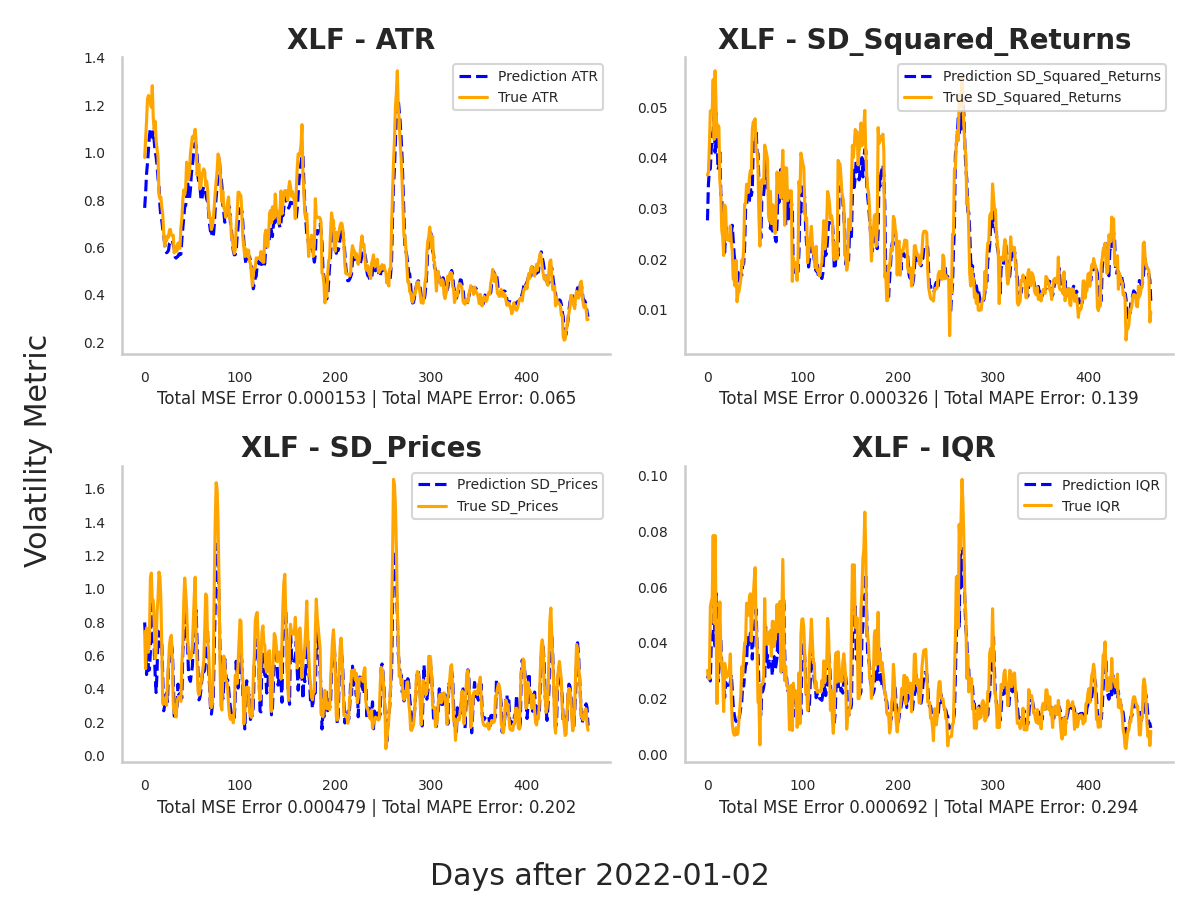 XLF - ATR
Prediction ATR
True ATR
1.4
1.2
1.0
0.8
0.6
0.4
0.2
0 100 200 300 400
Total MSE Error 0.000153 | Total MAPE Error: 0.065
XLF - SD_Squared_Returns
Prediction SD_Squared_Returns
True SD_Squared_Returns
0.05
0.04
0.03
0.02
0.01
0 100 200 300 400
Total MSE Error 0.000326 | Total MAPE Error: 0.139
Volatility Metric
XLF - SD_Prices
Prediction SD_Prices
True SD_Prices
1.6
1.4
1.2
1.0
0.8
0.6
0.4
0.2
0.0
0 100 200 300 400
Total MSE Error 0.000479 | Total MAPE Error: 0.202
XLF - IQR
Prediction IQR
True IQR
0.10
0.08
0.06
0.04
0.02
0.00
0 100 200 300 400
Total MSE Error 0.000692 | Total MAPE Error: 0.294
Days after 2022-01-02